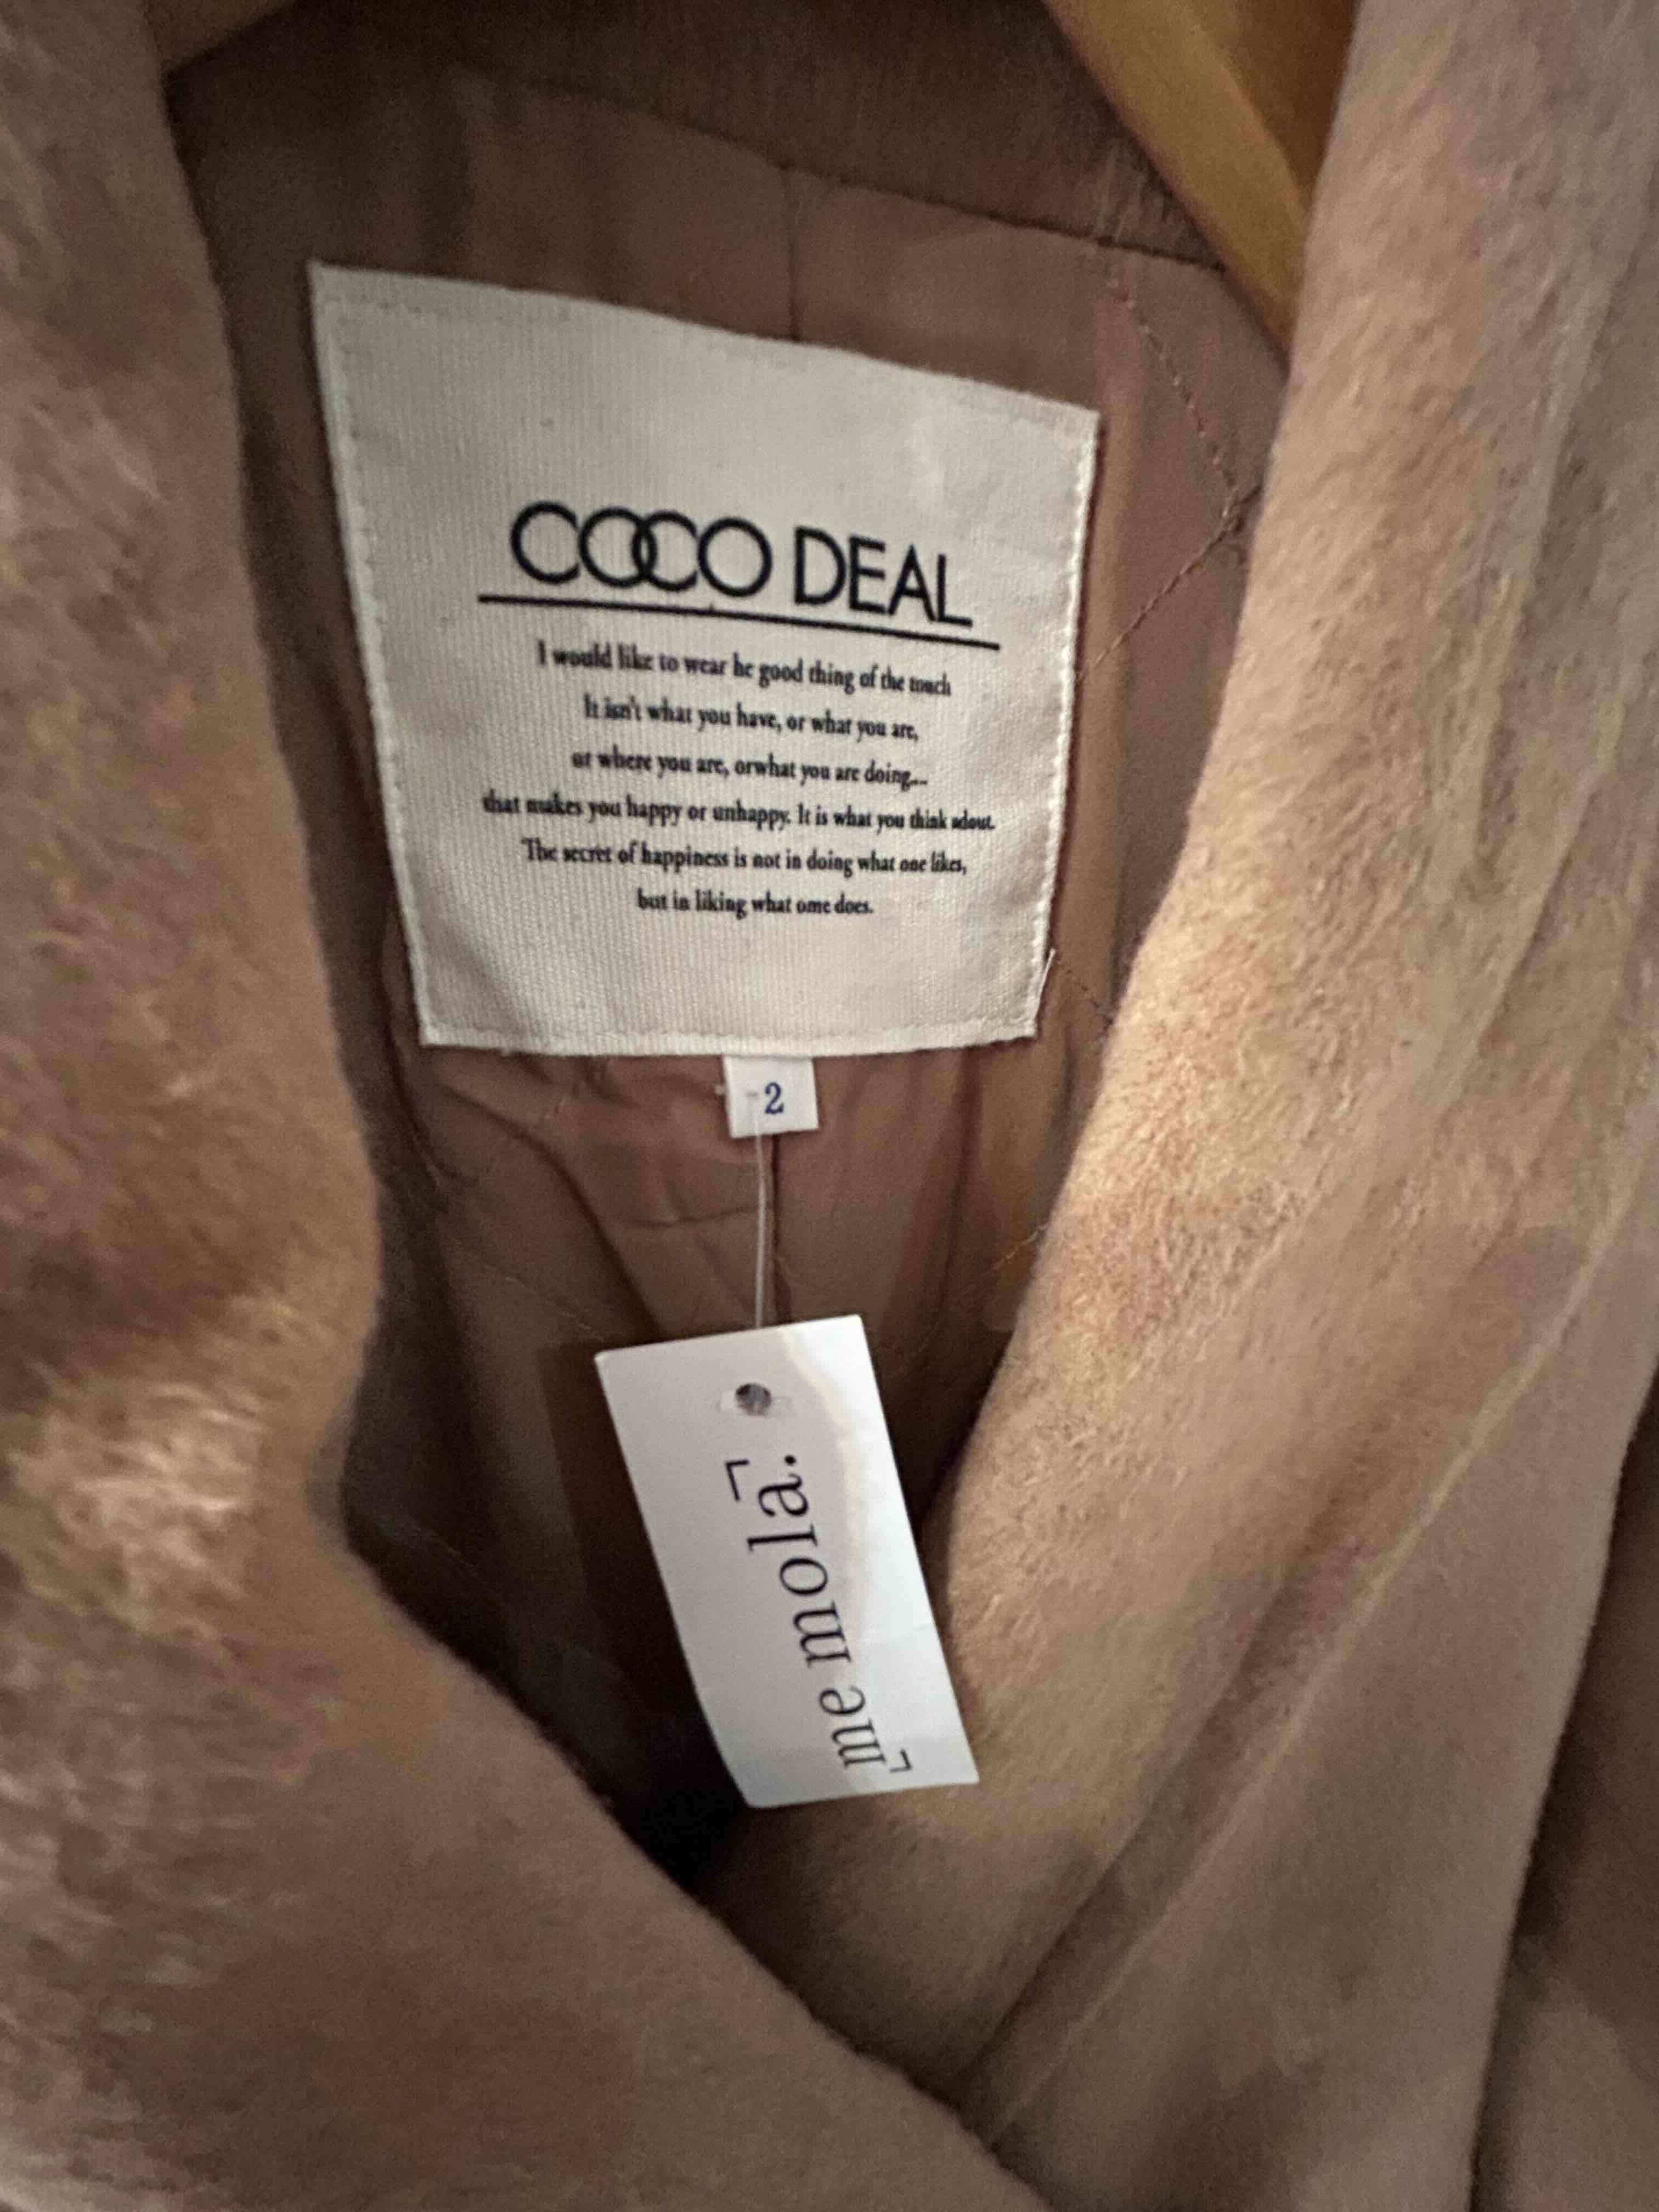 COCO DEAL
I would like to wear he good thing of the touch
It isn't what you have, or what you are,
or where you are, orwhat you are doing...
that makes you happy or unhappy. It is what you think adout.
The secret of happiness is not in doing what one likes,
but in liking what ome does.
2
me mola.